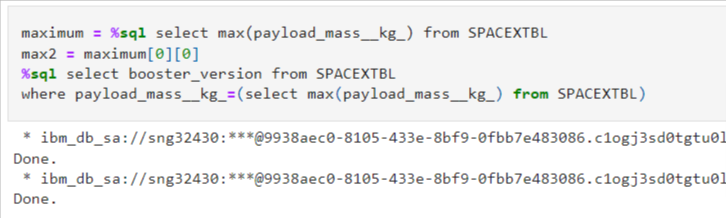 maximum = %sql select max(payload_mass__kg_) from SPACEXTBL
max2 = maximum[0][0]
%sql select booster_version from SPACEXTBL
where payload_mass__kg_=(select max(payload_mass__kg_) from SPACEXTBL)
* ibm_db_sa://sng32430:***@9938aec0-8105-433e-8bf9-0fbb7e483086.c1ogj3sd0tgtu0l
Done.
* ibm_db_sa://sng32430:***@9938aec0-8105-433e-8bf9-0fbb7e483086.c1ogj3sd0tgtu0l
Done.